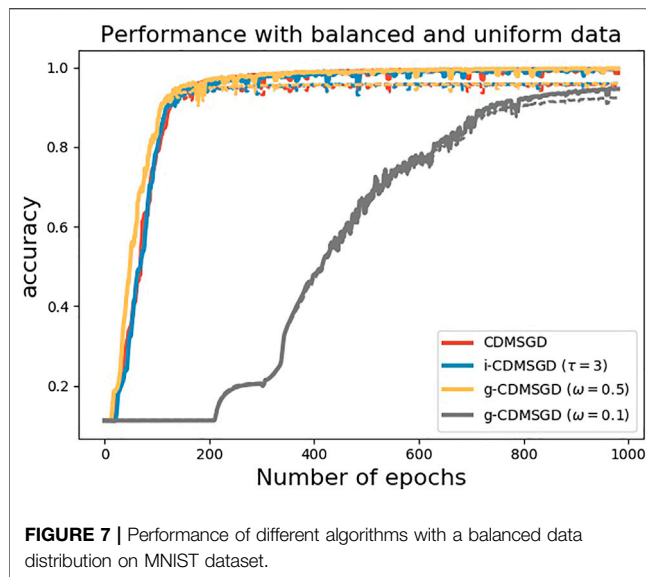 Performance with balanced and uniform data
accuracy
1.0
0.8
0.6
0.4
0.2
0
200
400
600
800
1000
Number of epochs
CDMSGD
i-CDMSGD (τ = 3)
g-CDMSGD (ω = 0.5)
g-CDMSGD (ω = 0.1)
FIGURE 7 | Performance of different algorithms with a balanced data
distribution on MNIST dataset.